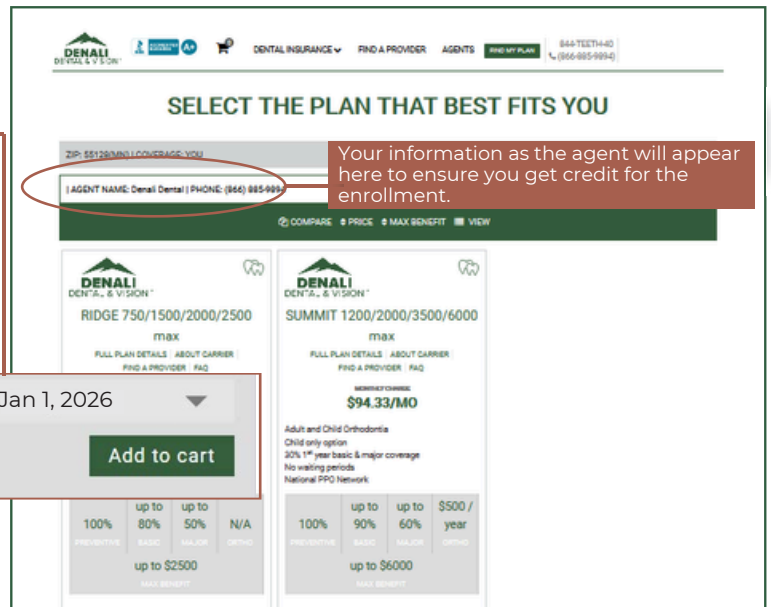 DENALI
DENTAL & VISION
ACCREDITED BUSINESS A+
0
DENTAL INSURANCE
FIND A PROVIDER
AGENTS
FIND MY PLAN
844-TEETH-40
(866-885-9894)
SELECT THE PLAN THAT BEST FITS YOU
ZIP: 55129(MN) | COVERAGE: YOU
| AGENT NAME: Denali Dental | PHONE: (866) 885-9894
Your information as the agent will appear
here to ensure you get credit for the
enrollment.
COMPARE PRICE MAX BENEFIT VIEW
DENALI
DENTAL & VISION
RIDGE 750/1500/2000/2500
max
FULL PLAN DETAILS | ABOUT CARRIER |
FIND A PROVIDER | FAQ
Jan 1, 2026
Add to cart
100%
PREVENTIVE
up to
80%
BASIC
up to
50%
MAJOR
N/A
ORTHO
up to $2500
MAX BENEFIT
DENALI
DENTAL & VISION
SUMMIT 1200/2000/3500/6000
max
FULL PLAN DETAILS | ABOUT CARRIER |
FIND A PROVIDER | FAQ
MONTHLY CHARGE
$94.33/MO
Adult and Child Orthodontia
Child only option
30% 1st year basic & major coverage
No waiting periods
National PPO Network
100%
PREVENTIVE
up to
90%
BASIC
up to
60%
MAJOR
$500 /
year
ORTHO
up to $6000
MAX BENEFIT